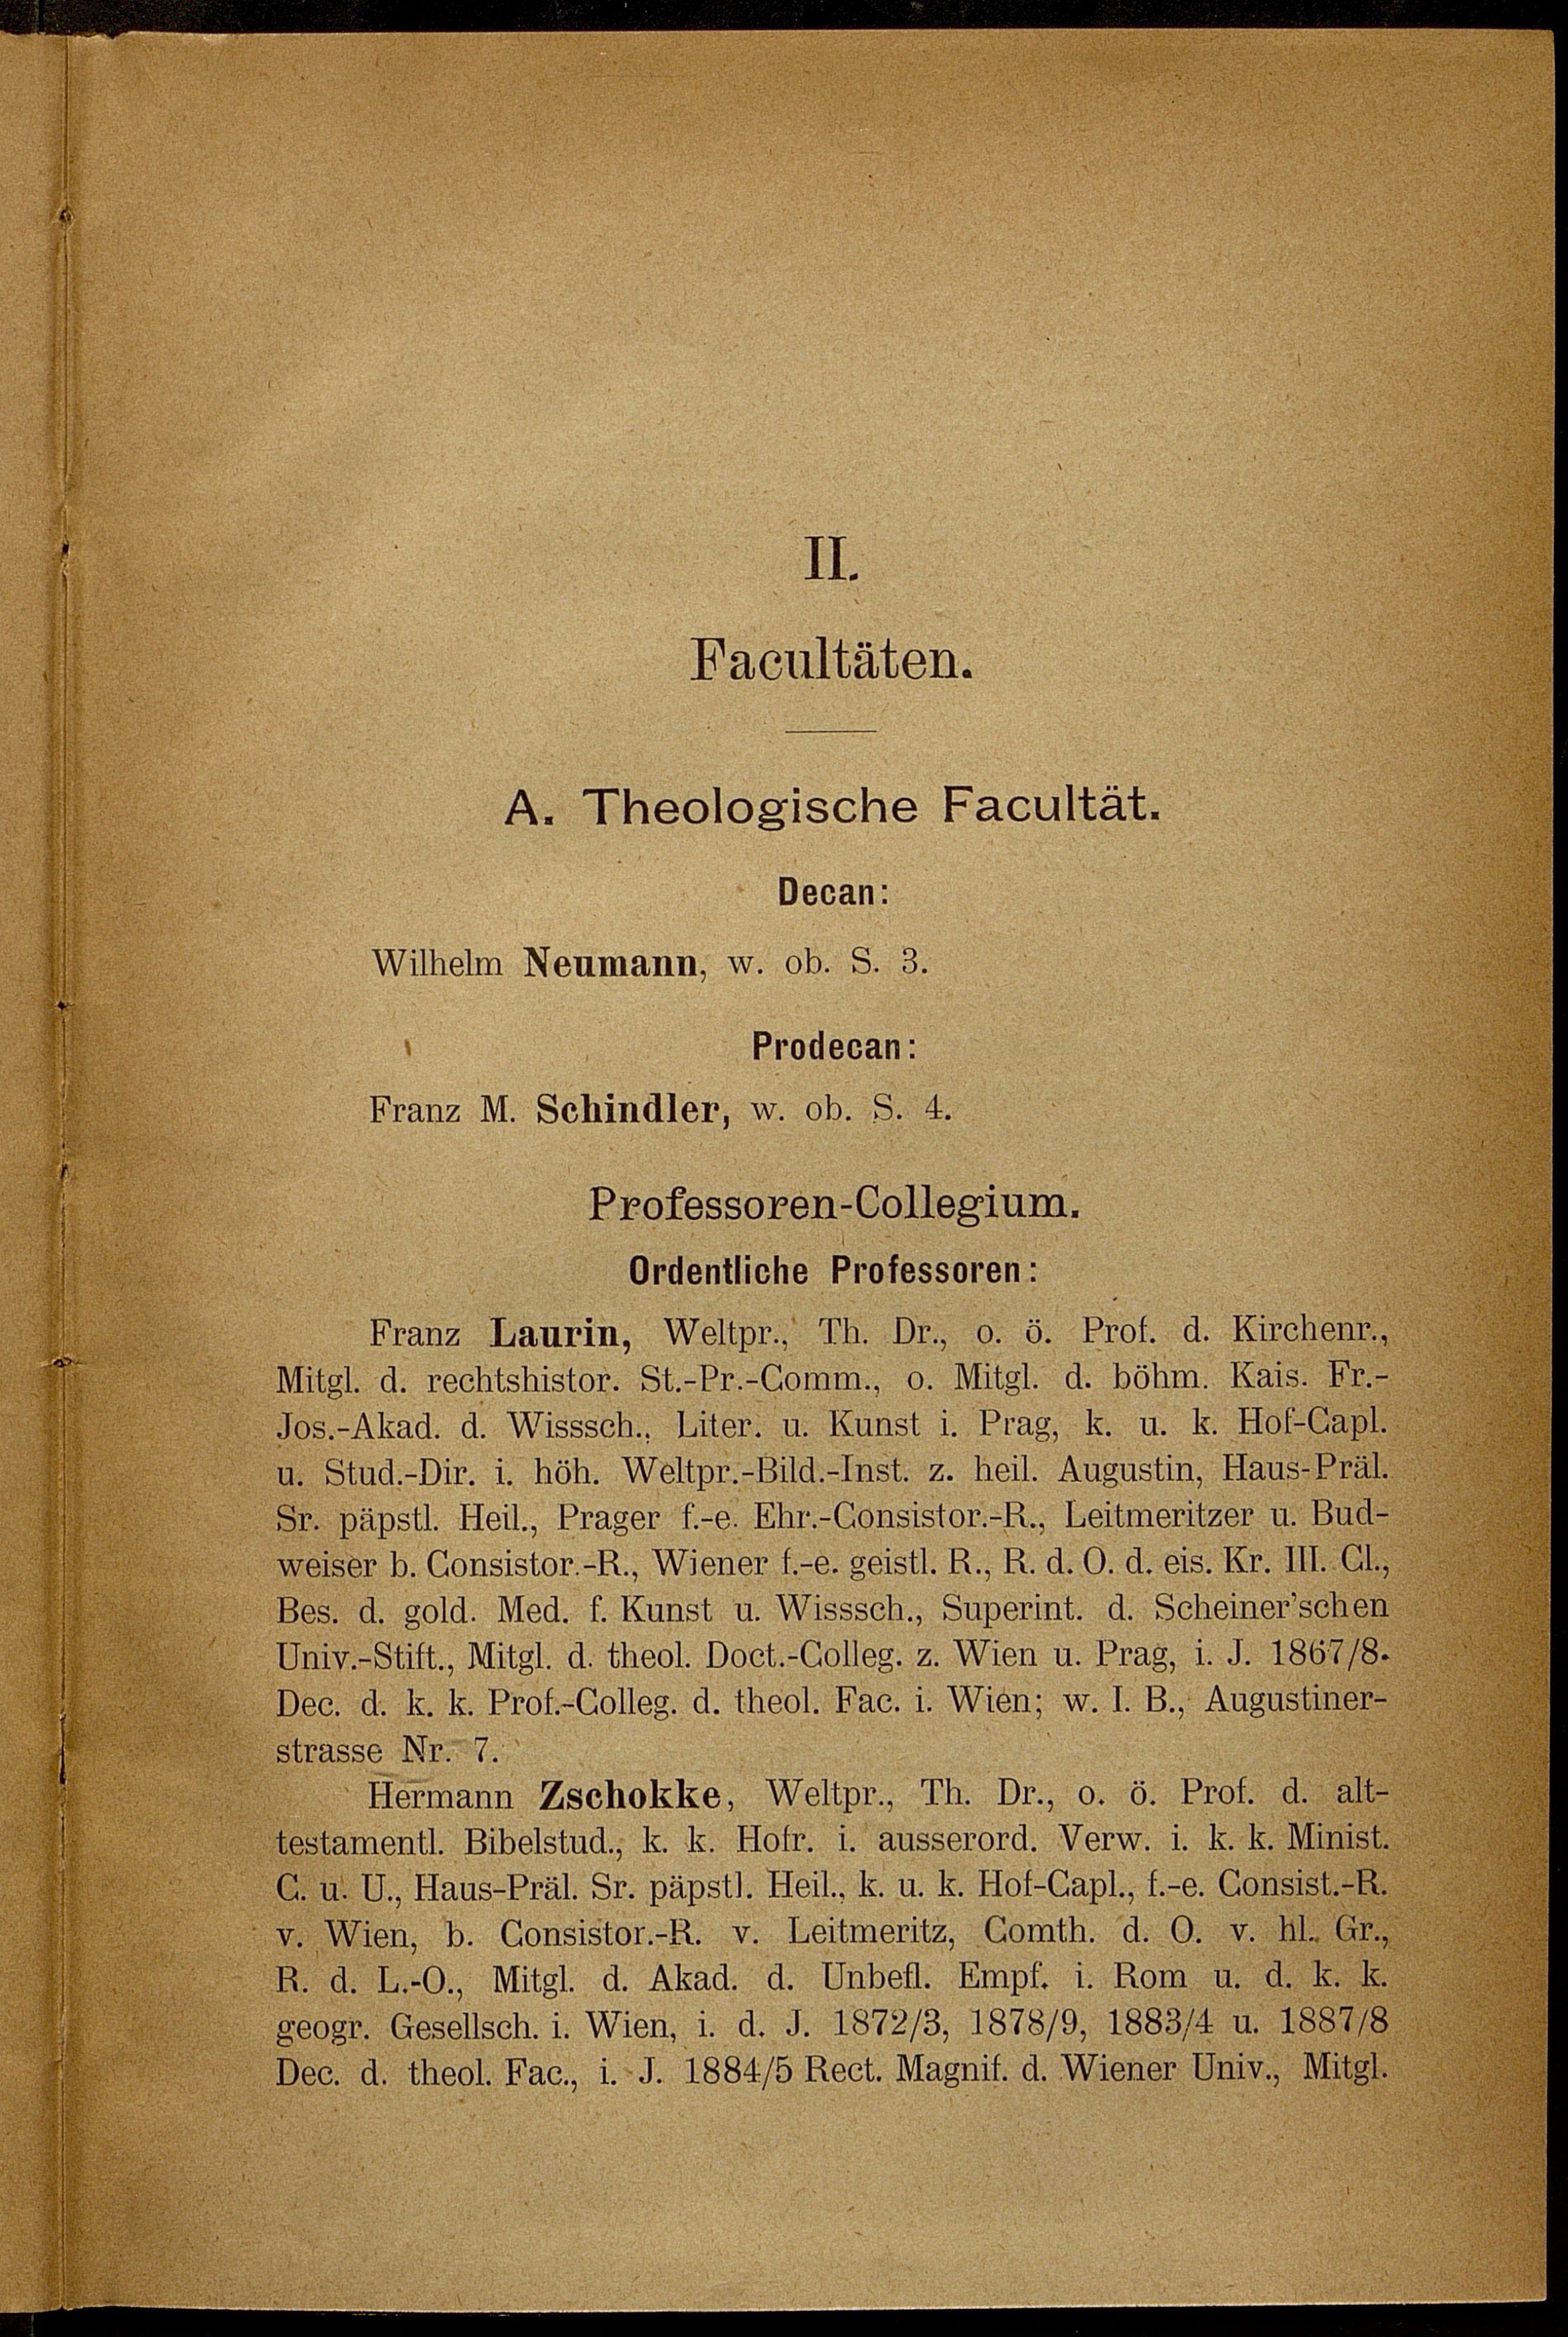 II.
Facultäten.
A. Theologische Facultät.
Decan:
Wilhelm Neumann, w. ob. S. 3.
Prodecan:
Franz M. Schindler, w. ob. S. 4.
Professoren-Collegium.
Ordentliche Professoren:
Franz Laurin, Weltpr., Th. Dr., o. ö. Prof. d. Kirchenr.,
Mitgl. d. rechtshistor. St.-Pr.-Comm., o. Mitgl. d. böhm. Kais. Fr.-
Jos.-Akad. d. Wisssch., Liter. u. Kunst i. Prag, k. u. k. Hof-Capl.
u. Stud.-Dir. i. höh. Weltpr.-Bild.-Inst. z. heil. Augustin, Haus-Präl.
Sr. päpstl. Heil., Prager f.-e. Ehr.-Consistor.-R., Leitmeritzer u. Bud-
weiser b. Consistor.-R., Wiener f.-e. geistl. R., R. d. O. d. eis. Kr. III. Cl.,
Bes. d. gold. Med. f. Kunst u. Wisssch., Superint. d. Scheiner'schen
Univ.-Stift., Mitgl. d. theol. Doct.-Colleg. z. Wien u. Prag, i. J. 1867/8.
Dec. d. k. k. Prof.-Colleg. d. theol. Fac. i. Wien; w. I. B., Augustiner-
strasse Nr. 7.
Hermann Zschokke, Weltpr., Th. Dr., o. ö. Prof. d. alt-
testamentl. Bibelstud., k. k. Hofr. i. ausserord. Verw. i. k. k. Minist.
C. u. U., Haus-Präl. Sr. päpstl. Heil., k. u. k. Hof-Capl., f.-e. Consist.-R.
v. Wien, b. Consistor.-R. v. Leitmeritz, Comth. d. O. v. hl. Gr.,
R. d. L.-O., Mitgl. d. Akad. d. Unbefl. Empf. i. Rom u. d. k. k.
geogr. Gesellsch. i. Wien, i. d. J. 1872/3, 1878/9, 1883/4 u. 1887/8
Dec. d. theol. Fac., i. J. 1884/5 Rect. Magnif. d. Wiener Univ., Mitgl.